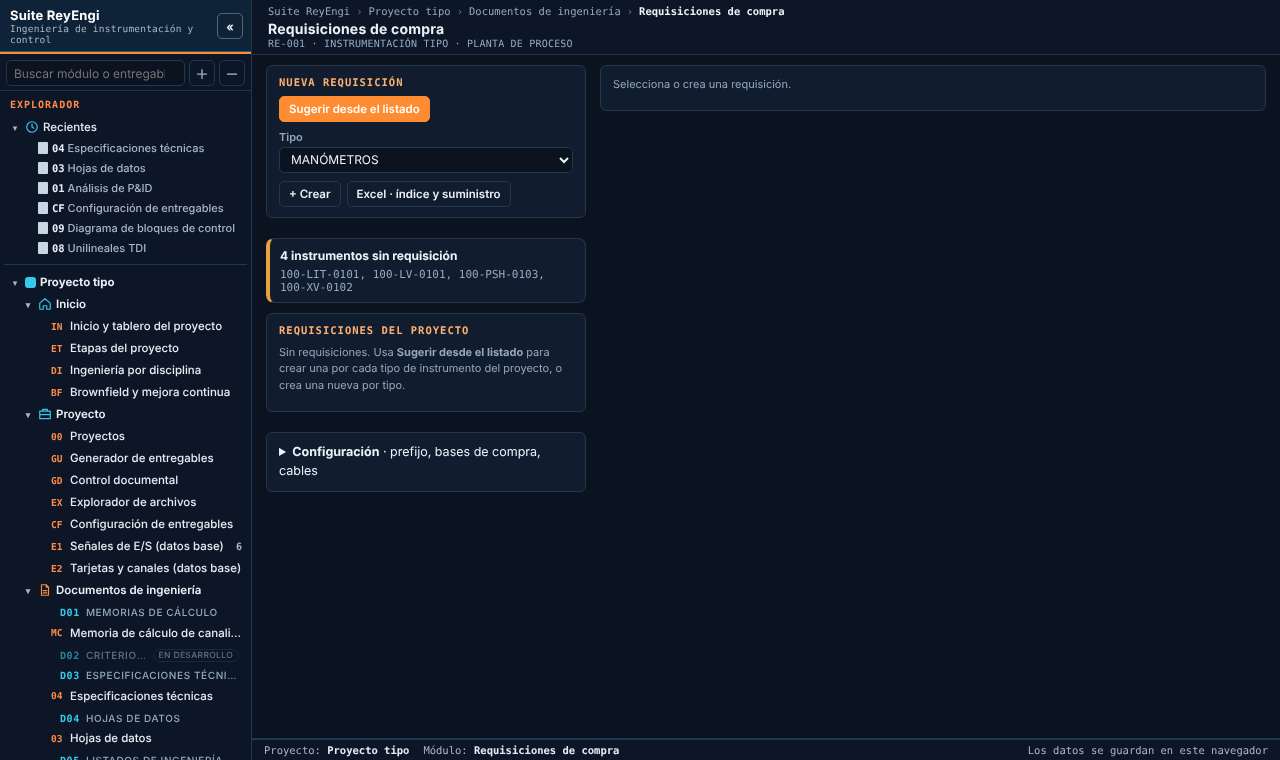 Suite ReyEngi
Ingeniería de instrumentación y
control
«
Buscar módulo o entregabl
+
−
EXPLORADOR
Recientes
04 Especificaciones técnicas
03 Hojas de datos
01 Análisis de P&ID
CF Configuración de entregables
09 Diagrama de bloques de control
08 Unilineales TDI
Proyecto tipo
Inicio
IN Inicio y tablero del proyecto
ET Etapas del proyecto
DI Ingeniería por disciplina
BF Brownfield y mejora continua
Proyecto
00 Proyectos
GU Generador de entregables
GD Control documental
EX Explorador de archivos
CF Configuración de entregables
E1 Señales de E/S (datos base) 6
E2 Tarjetas y canales (datos base)
Documentos de ingeniería
D01 MEMORIAS DE CÁLCULO
MC Memoria de cálculo de canali...
D02 CRITERIO... EN DESARROLLO
D03 ESPECIFICACIONES TÉCNI...
04 Especificaciones técnicas
D04 HOJAS DE DATOS
03 Hojas de datos
D05 LISTADOS DE INGENIERÍA
Suite ReyEngi › Proyecto tipo › Documentos de ingeniería › Requisiciones de compra
Requisiciones de compra
RE-001 · INSTRUMENTACIÓN TIPO · PLANTA DE PROCESO
NUEVA REQUISICIÓN
Sugerir desde el listado
Tipo
MANÓMETROS
+ Crear
Excel · índice y suministro
4 instrumentos sin requisición
100-LIT-0101, 100-LV-0101, 100-PSH-0103,
100-XV-0102
REQUISICIONES DEL PROYECTO
Sin requisiciones. Usa Sugerir desde el listado para
crear una por cada tipo de instrumento del proyecto, o
crea una nueva por tipo.
Configuración · prefijo, bases de compra,
cables
Selecciona o crea una requisición.
Proyecto: Proyecto tipo Módulo: Requisiciones de compra
Los datos se guardan en este navegador